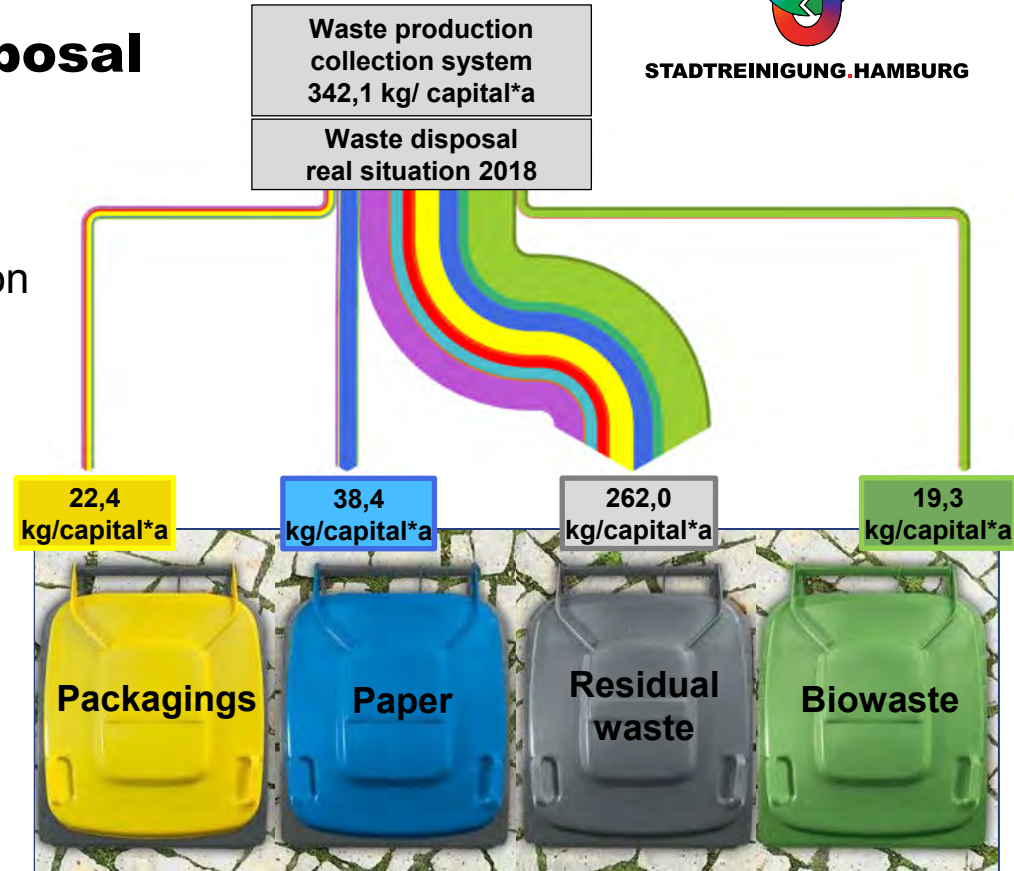 posal
Waste production
collection system
342,1 kg/ capital*a
STADTREINIGUNG.HAMBURG
Waste disposal
real situation 2018
on
22,4
kg/capital*a
38,4
kg/capital*a
262,0
kg/capital*a
19,3
kg/capital*a
Packagings
Paper
Residual
waste
Biowaste